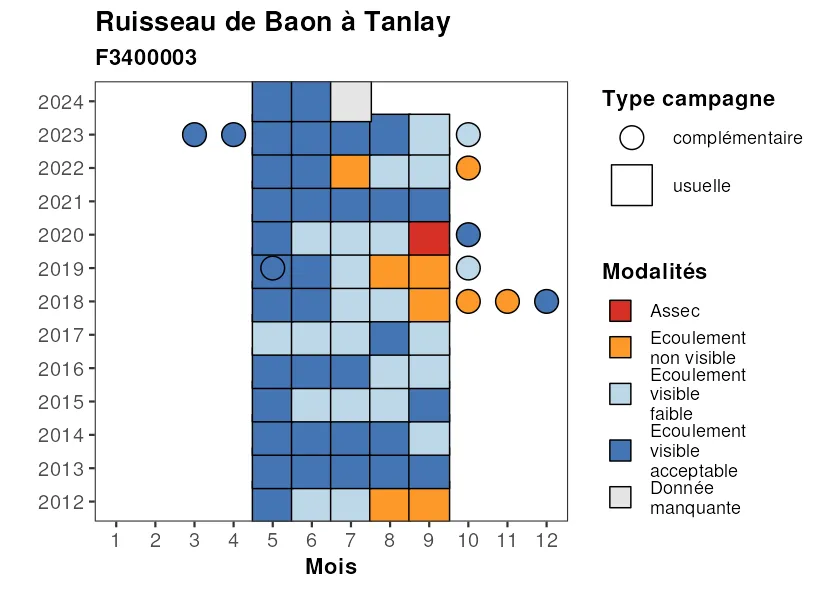 Ruisseau de Baon à Tanlay
F3400003
2024
2023
2022
2021
2020
2019
2018
2017
2016
2015
2014
2013
2012
1 2 3 4 5 6 7 8 9 10 11 12
Mois
Type campagne
complémentaire
usuelle
Modalités
Assec
Ecoulement
non visible
Ecoulement
visible
faible
Ecoulement
visible
acceptable
Donnée
manquante